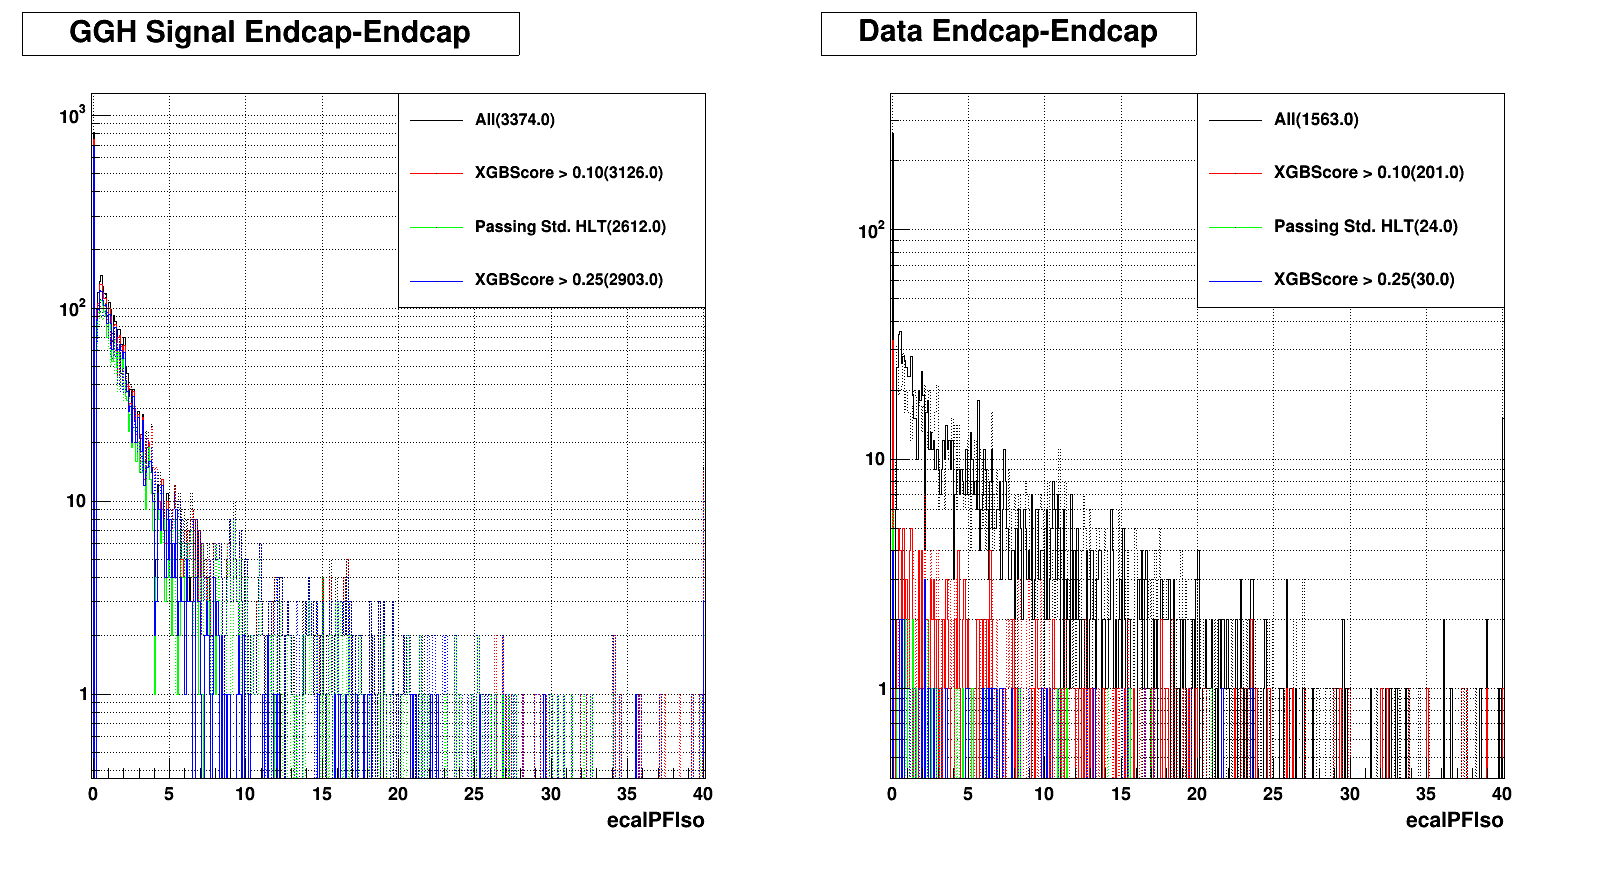 GGH Signal Endcap-Endcap
All(3374.0)
XGBScore > 0.10(3126.0)
Passing Std. HLT(2612.0)
XGBScore > 0.25(2903.0)
10³
10²
10
1
0 5 10 15 20 25 30 35 40
ecalPFIso
Data Endcap-Endcap
All(1563.0)
XGBScore > 0.10(201.0)
Passing Std. HLT(24.0)
XGBScore > 0.25(30.0)
10²
10
1
0 5 10 15 20 25 30 35 40
ecalPFIso